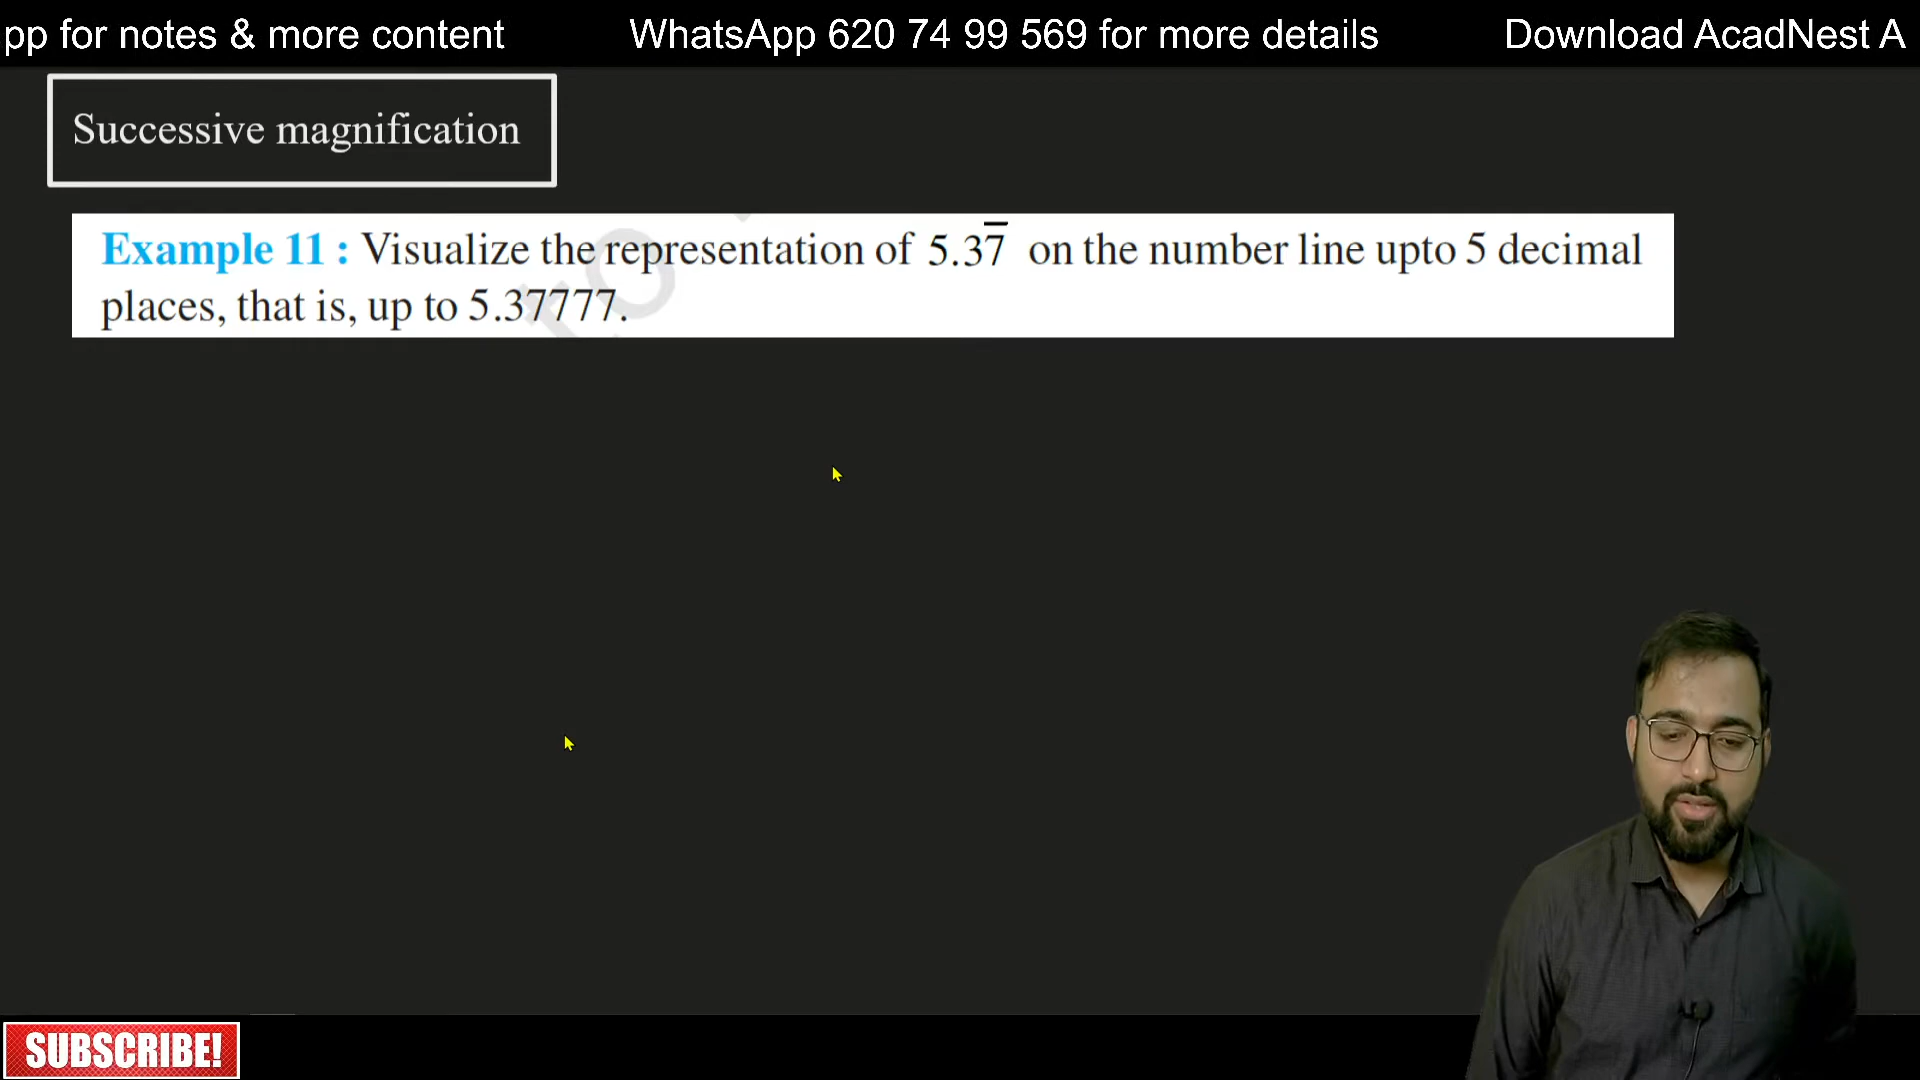 pp for notes & more content WhatsApp 620 74 99 569 for more details Download AcadNest A
Successive magnification
Example 11 : Visualize the representation of 5.37̅ on the number line upto 5 decimal
places, that is, up to 5.37777.
SUBSCRIBE!